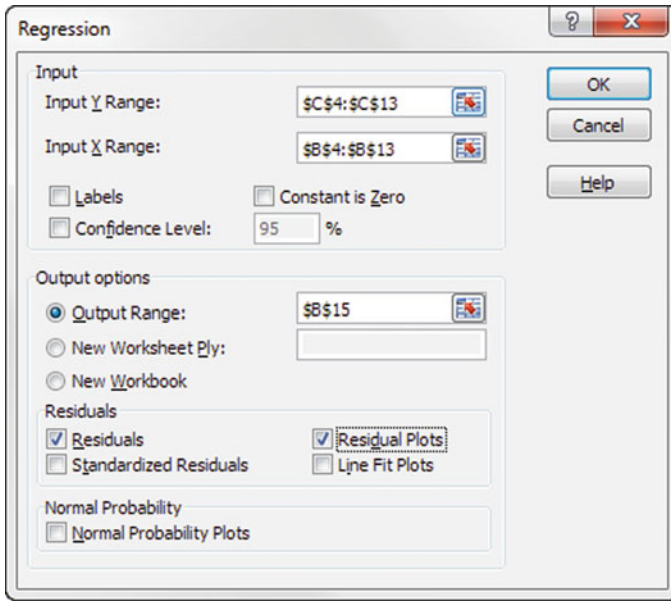 Regression
Input
Input Y Range:
$C$4:$C$13
Input X Range:
$B$4:$B$13
Labels
Constant is Zero
Confidence Level:
95
%
Output options
Output Range:
$B$15
New Worksheet Ply:
New Workbook
Residuals
Residuals
Residual Plots
Standardized Residuals
Line Fit Plots
Normal Probability
Normal Probability Plots
?
X
OK
Cancel
Help